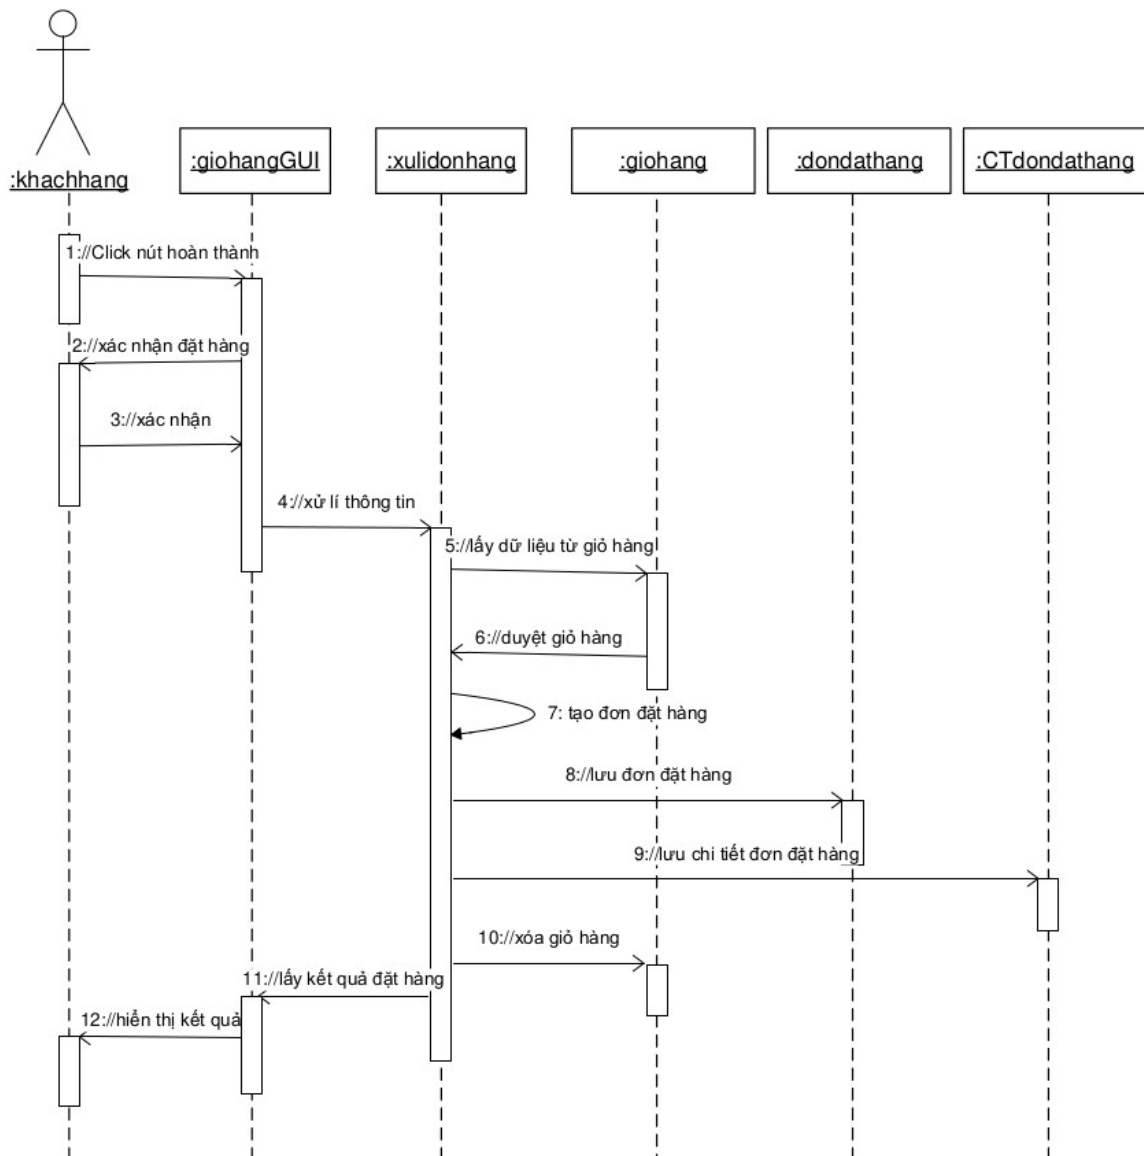 :khachhang
:giohangGUI
:xulidonhang
:giohang
:dondathang
:CTdondathang
1://Click nút hoàn thành
2://xác nhận đặt hàng
3://xác nhận
4://xử lí thông tin
5://lấy dữ liệu từ giỏ hàng
6://duyệt giỏ hàng
7: tạo đơn đặt hàng
8://lưu đơn đặt hàng
9://lưu chi tiết đơn đặt hàng
10://xóa giỏ hàng
11://lấy kết quả đặt hàng
12://hiển thị kết quả